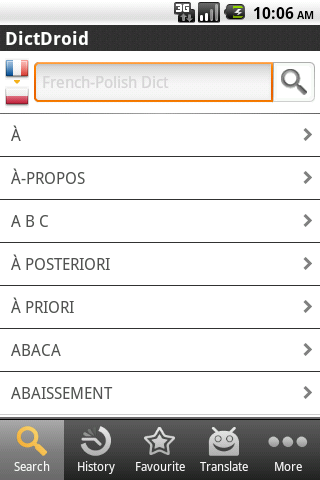 3G
10:06 AM
DictDroid
French-Polish Dict
À
À-PROPOS
A B C
À POSTERIORI
À PRIORI
ABACA
ABAISSEMENT
Search
History
Favourite
Translate
More